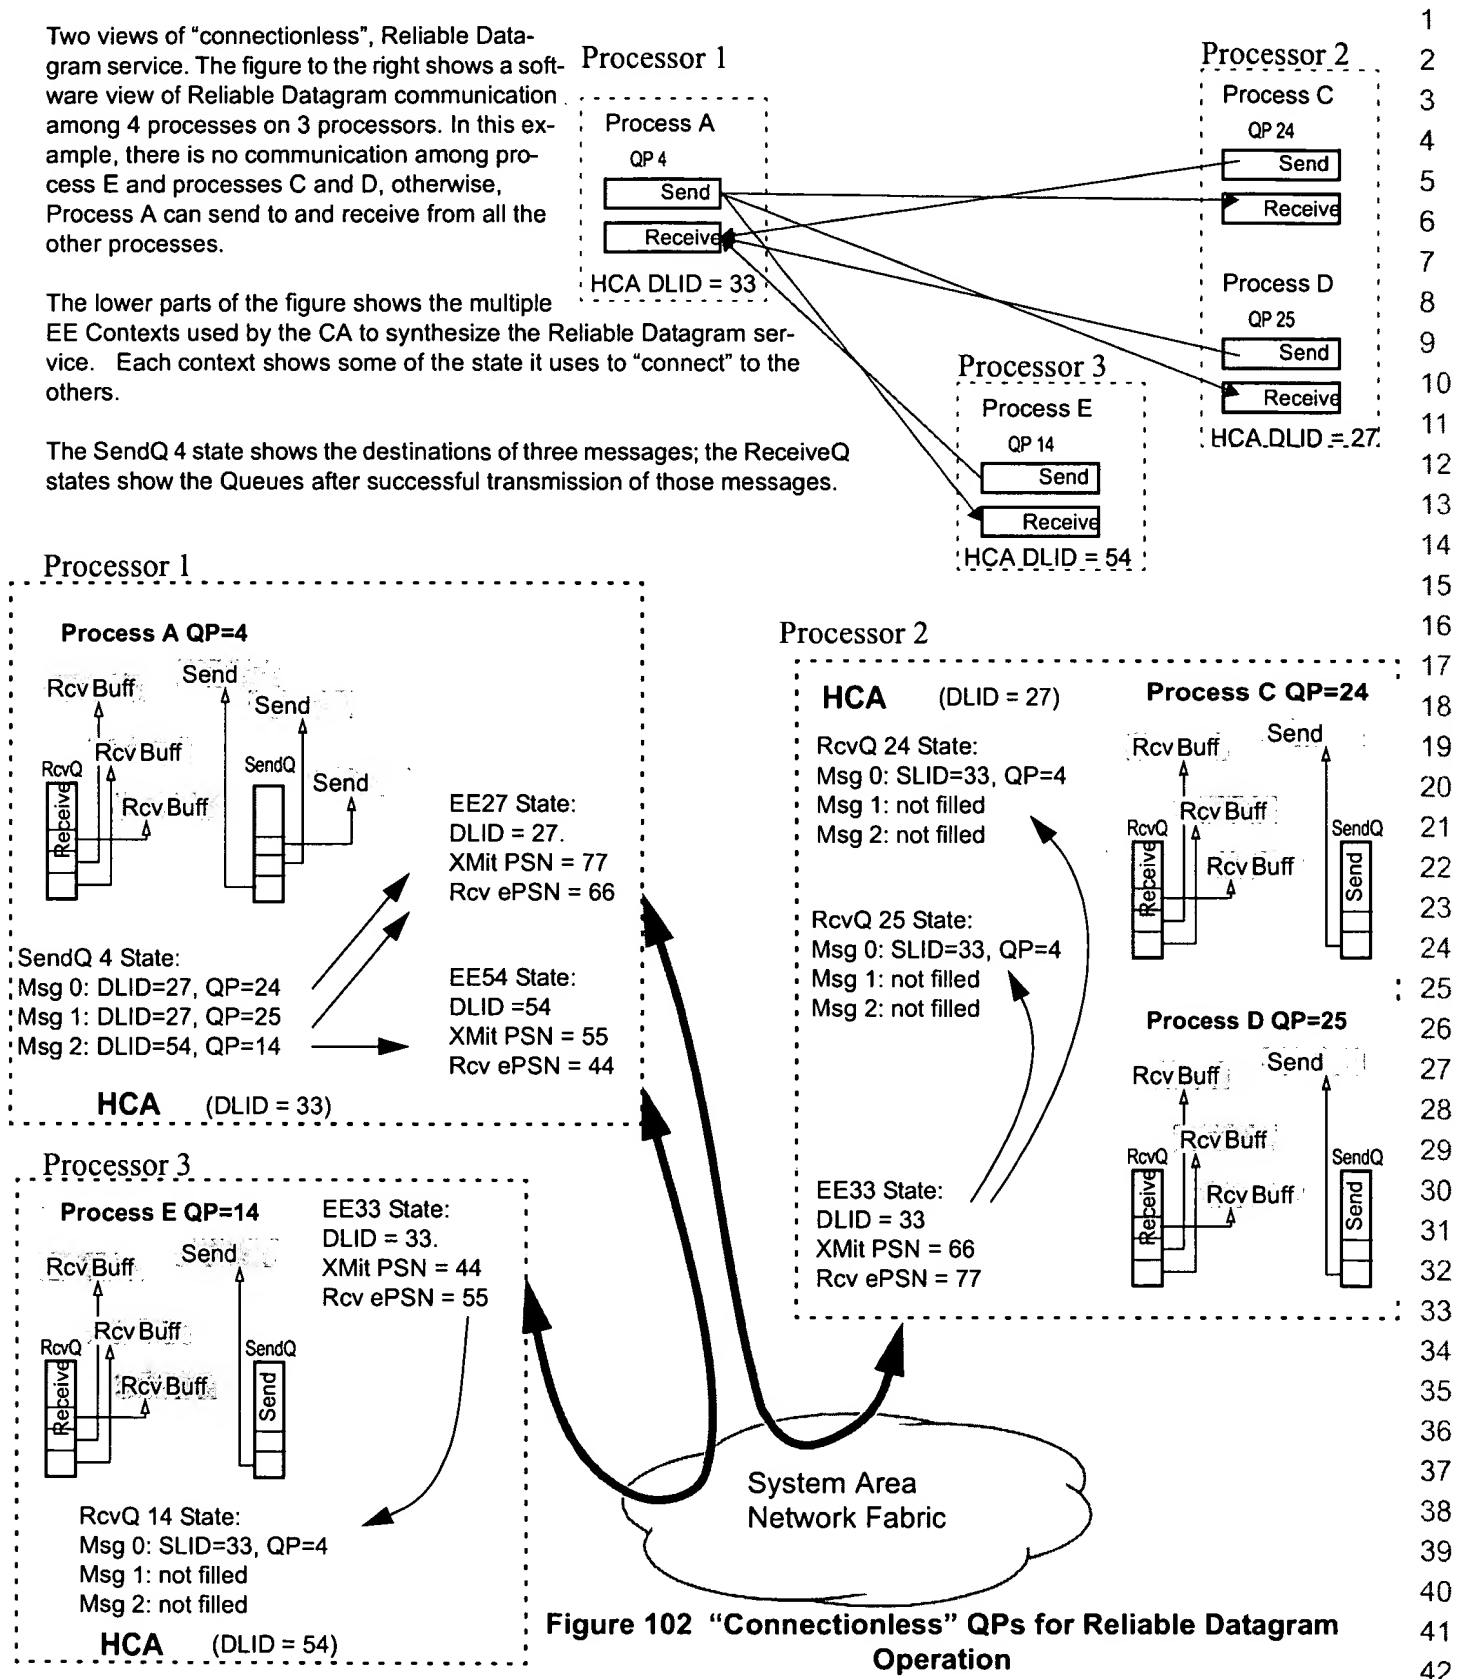 Two views of “connectionless”, Reliable Data-
gram service. The figure to the right shows a soft-
ware view of Reliable Datagram communication
among 4 processes on 3 processors. In this ex-
ample, there is no communication among pro-
cess E and processes C and D, otherwise,
Process A can send to and receive from all the
other processes.
The lower parts of the figure shows the multiple
EE Contexts used by the CA to synthesize the Reliable Datagram ser-
vice. Each context shows some of the state it uses to “connect” to the
others.
The SendQ 4 state shows the destinations of three messages; the ReceiveQ
states show the Queues after successful transmission of those messages.
Processor 1
Process A
QP 4
Send
Receive
HCA DLID = 33
Processor 2
Process C
QP 24
Send
Receive
Process D
QP 25
Send
Receive
HCA DLID = 27
Processor 3
Process E
QP 14
Send
Receive
HCA DLID = 54
Processor 1
Process A QP=4
Rcv Buff
Send
Send
Rcv Buff
RcvQ
SendQ
Send
Rcv Buff
Receive
EE27 State:
DLID = 27.
XMit PSN = 77
Rcv ePSN = 66
SendQ 4 State:
Msg 0: DLID=27, QP=24
Msg 1: DLID=27, QP=25
Msg 2: DLID=54, QP=14
EE54 State:
DLID =54
XMit PSN = 55
Rcv ePSN = 44
HCA (DLID = 33)
Processor 2
HCA (DLID = 27)
RcvQ 24 State:
Msg 0: SLID=33, QP=4
Msg 1: not filled
Msg 2: not filled
RcvQ 25 State:
Msg 0: SLID=33, QP=4
Msg 1: not filled
Msg 2: not filled
EE33 State:
DLID = 33
XMit PSN = 66
Rcv ePSN = 77
Process C QP=24
Rcv Buff
Send
Rcv Buff
RcvQ
SendQ
Rcv Buff
Receive
Send
Process D QP=25
Rcv Buff
Send
Rcv Buff
RcvQ
SendQ
Rcv Buff
Receive
Send
Processor 3
Process E QP=14
Rcv Buff
Send
Rcv Buff
RcvQ
SendQ
Rcv Buff
Receive
Send
EE33 State:
DLID = 33.
XMit PSN = 44
Rcv ePSN = 55
RcvQ 14 State:
Msg 0: SLID=33, QP=4
Msg 1: not filled
Msg 2: not filled
HCA (DLID = 54)
System Area
Network Fabric
Figure 102 “Connectionless” QPs for Reliable Datagram
Operation
1
2
3
4
5
6
7
8
9
10
11
12
13
14
15
16
17
18
19
20
21
22
23
24
25
26
27
28
29
30
31
32
33
34
35
36
37
38
39
40
41
42